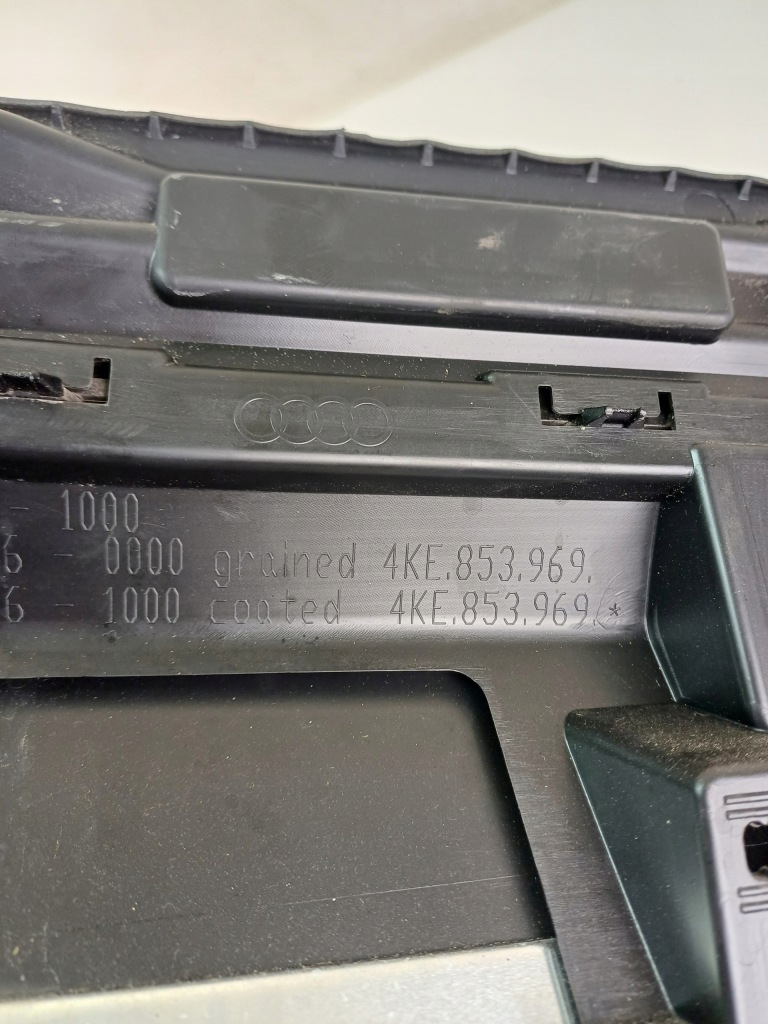 - 1000
6 - 0000 grained 4KE.853.969.
6 - 1000 coated 4KE.853.969. *